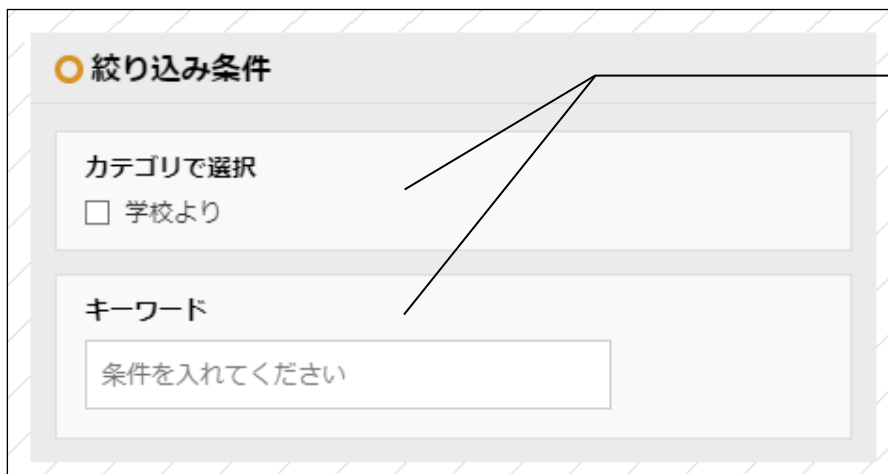 絞り込み条件
カテゴリで選択
学校より
キーワード
条件を入れてください